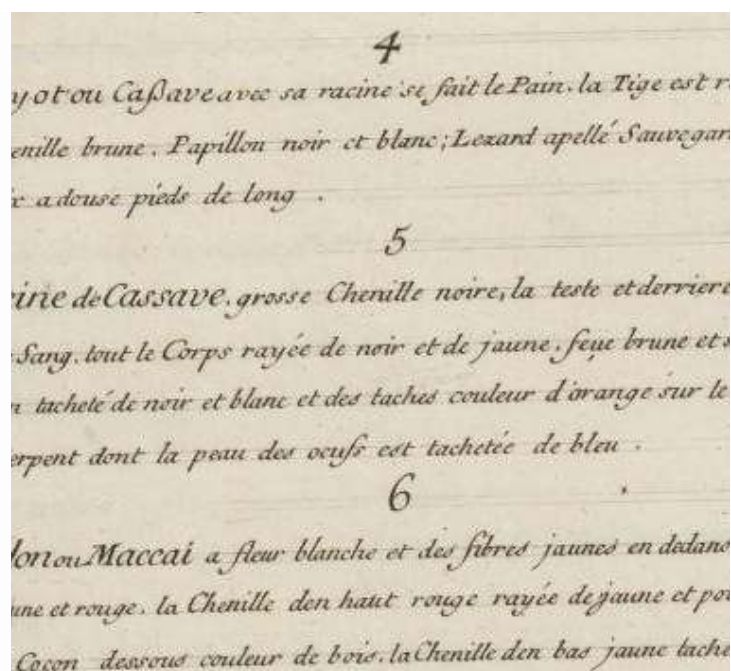 4
yot ou Caßave avec sa racine se fait le Pain. la Tige est r
enille brune. Papillon noir et blanc; Lezard apellé Sauvegar
ix a douse pieds de long .
5
cine de Cassave. grosse Chenille noire, la teste et derriere
Sang. tout le Corps rayée de noir et de jaune. feue brune et
n tacheté de noir et blanc et des taches couleur d'orange sur le
erpent dont la peau des oeufs est tachetée de bleu .
6
lon ou Maccai a fleur blanche et des fibres jaunes en dedans
une et rouge. la Chenille den haut rouge rayée de jaune et po
Cocon dessous couleur de bois. la Chenille den bas jaune tache